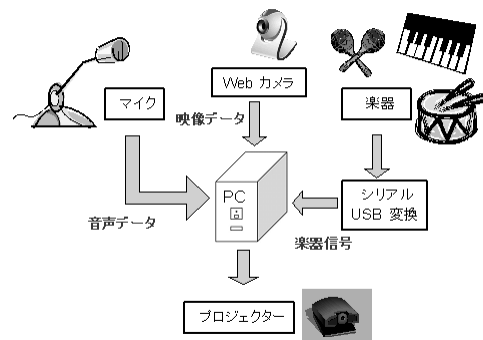 Web カメラ
マイク
楽器
映像データ
PC
シリアル
USB 変換
音声データ
楽器信号
プロジェクター